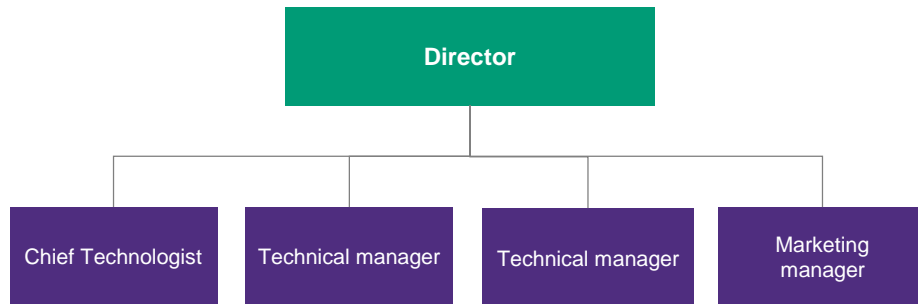 Director
Chief Technologist
Technical manager
Technical manager
Marketing
manager